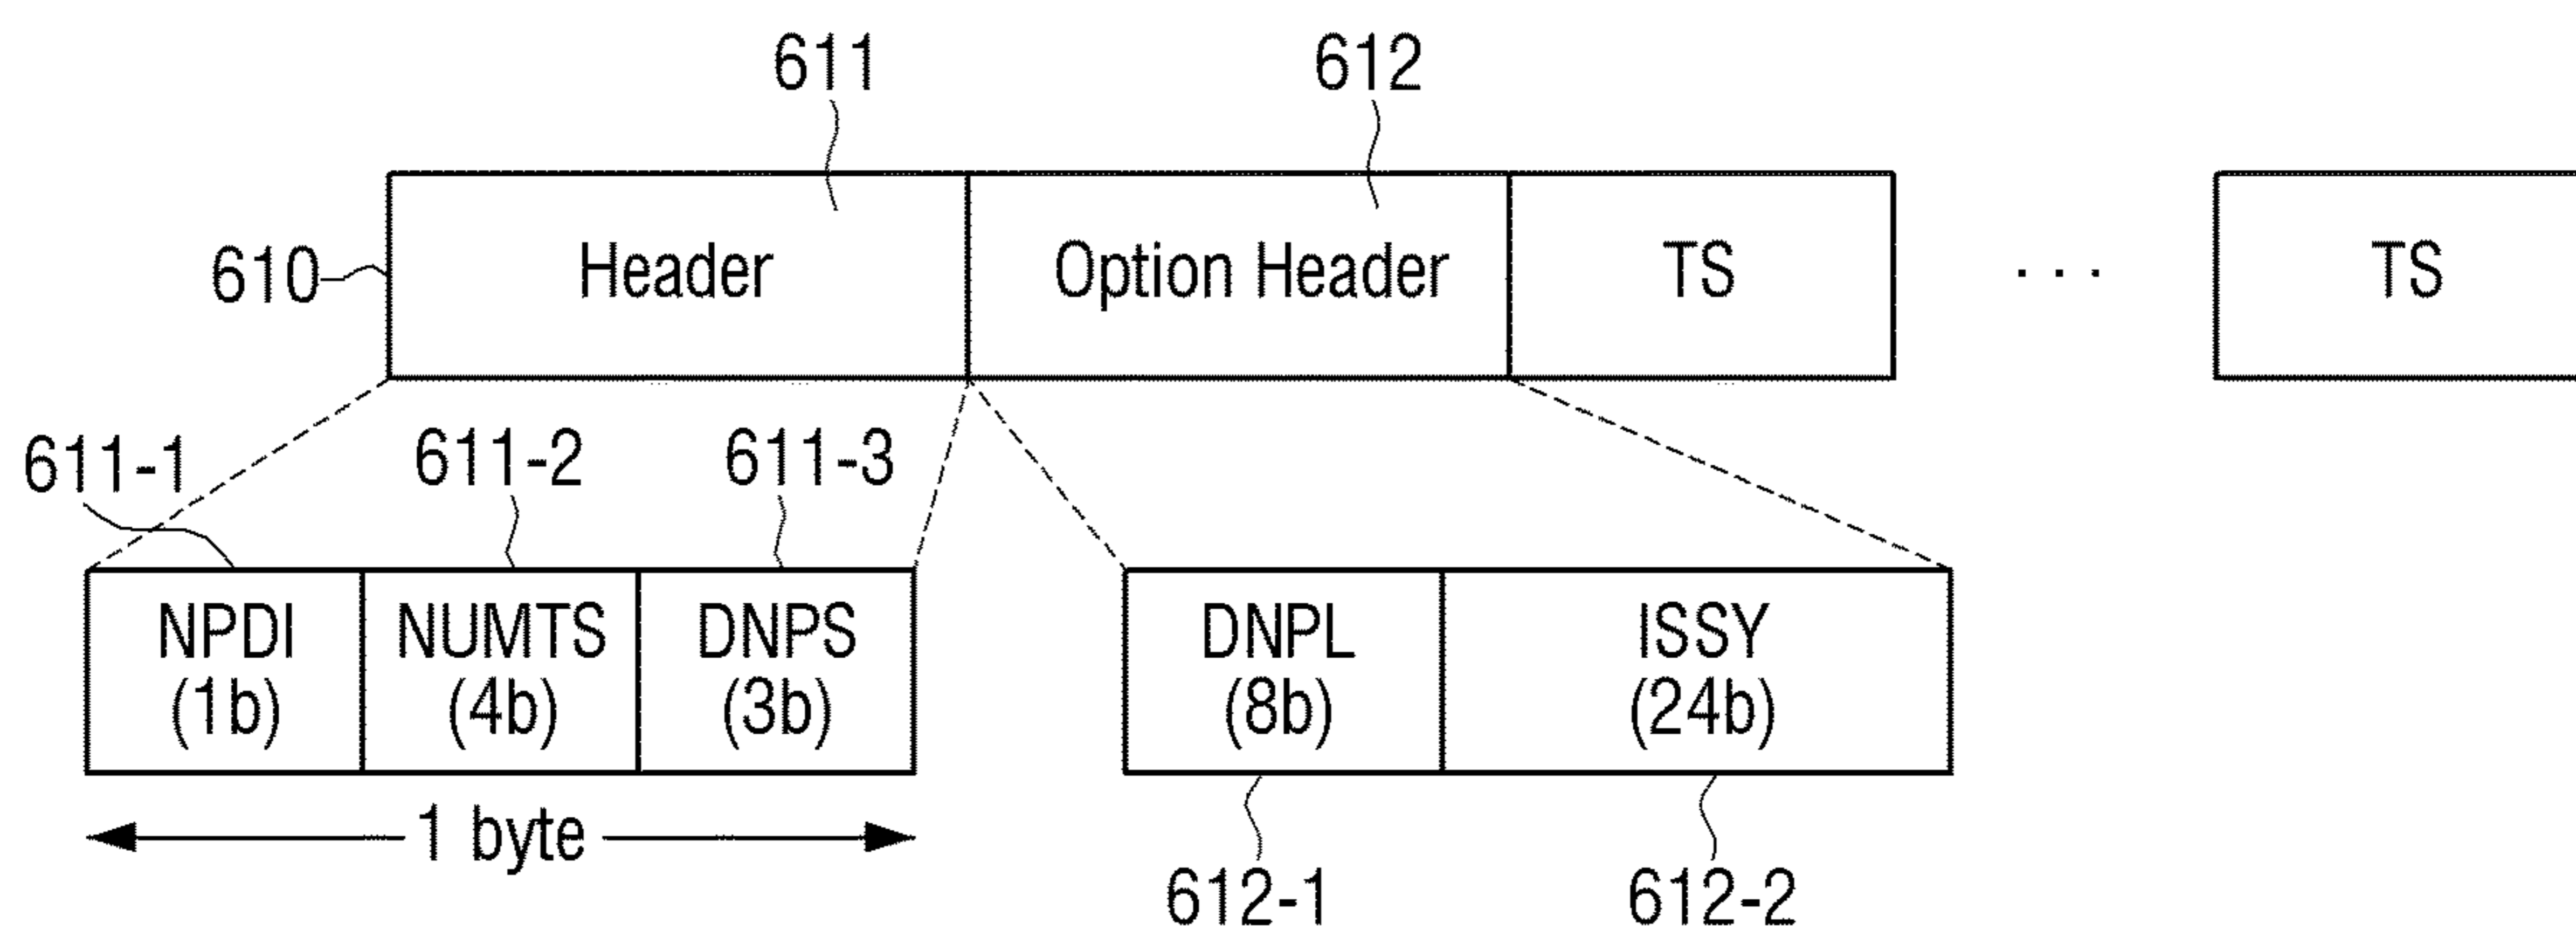 611
612
610
Header
Option Header
TS
. . .
TS
611-1
611-2
611-3
NPDI
(1b)
NUMTS
(4b)
DNPS
(3b)
DNPL
(8b)
ISSY
(24b)
1 byte
612-1
612-2